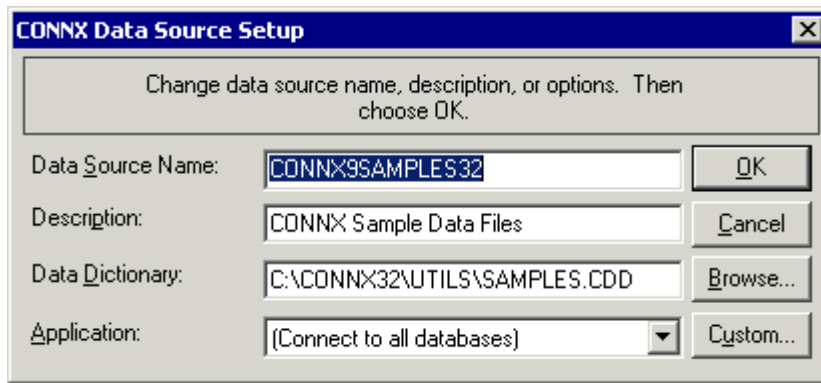 CONNX Data Source Setup
Change data source name, description, or options. Then
choose OK.
Data Source Name: CONNX9SAMPLES32 OK
Description: CONNX Sample Data Files Cancel
Data Dictionary: C:\CONNX32\UTILS\SAMPLES.CDD Browse...
Application: (Connect to all databases) Custom...